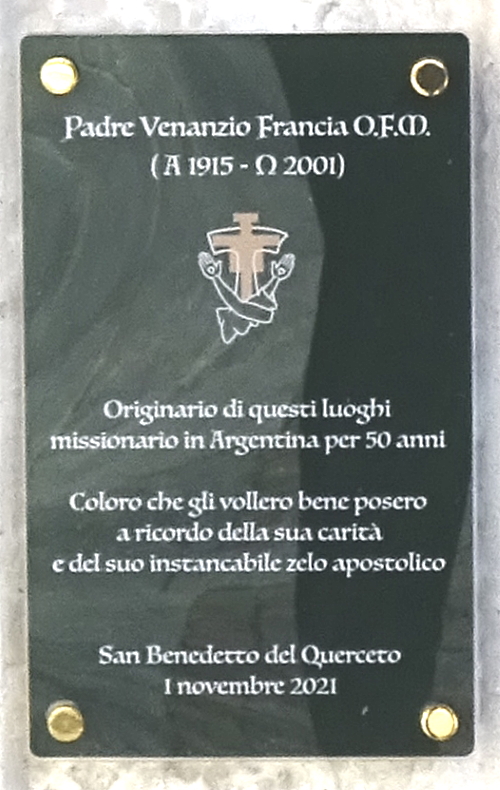 Padre Venanzio Francia O.F.M.
( A 1915 - Ω 2001)
Originario di questi luoghi
missionario in Argentina per 50 anni
Coloro che gli vollero bene posero
a ricordo della sua carità
e del suo instancabile zelo apostolico
San Benedetto del Querceto
1 novembre 2021